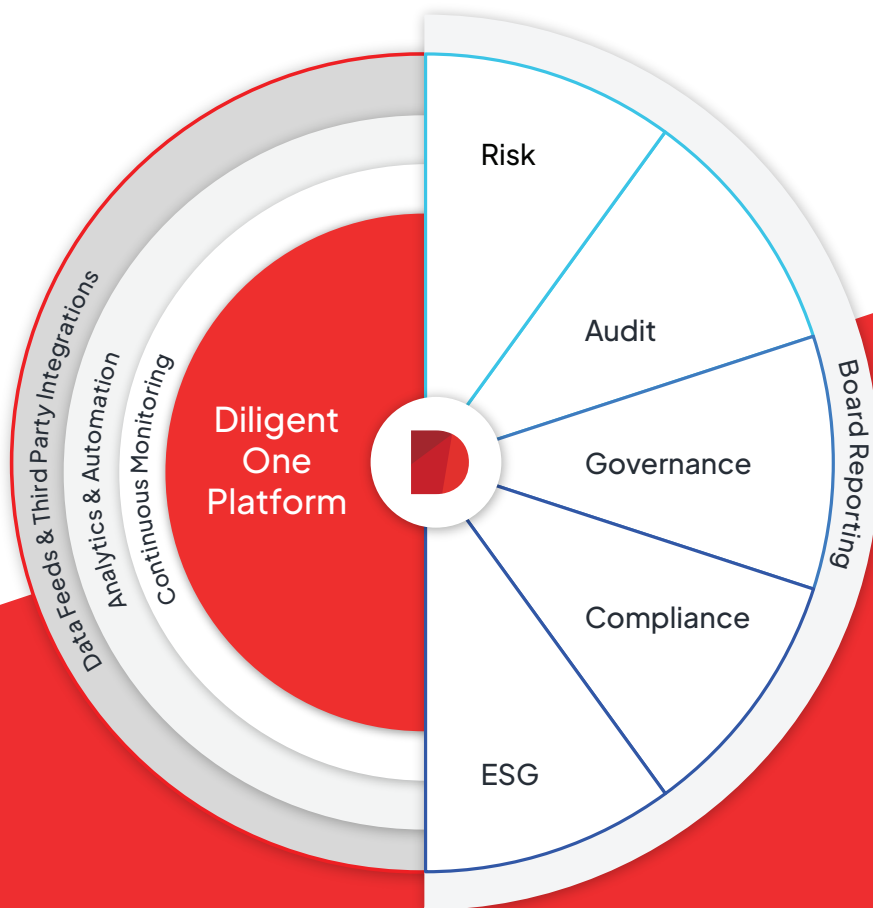 Data Feeds & Third Party Integrations
Analytics & Automation
Continuous Monitoring
Diligent
One
Platform
Risk
Audit
Governance
Compliance
ESG
Board Reporting